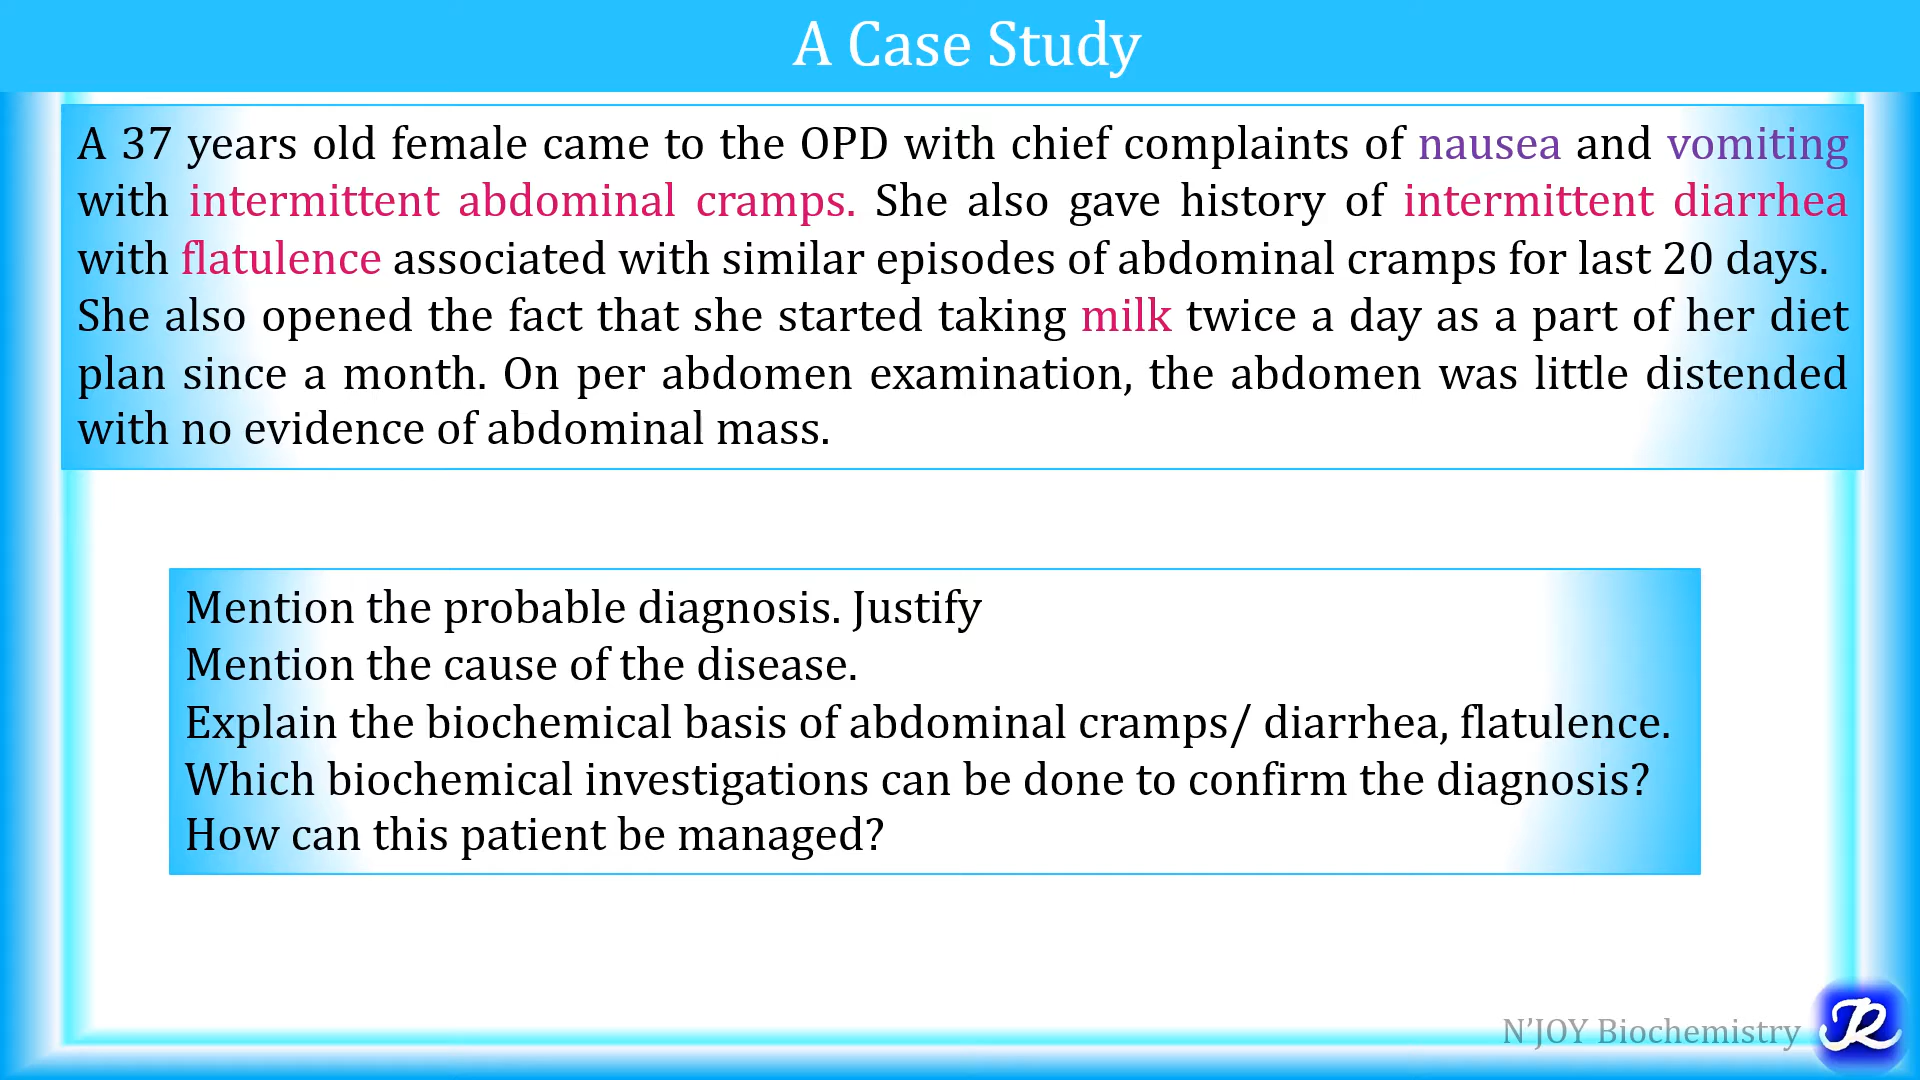 A Case Study
A 37 years old female came to the OPD with chief complaints of nausea and vomiting
with intermittent abdominal cramps. She also gave history of intermittent diarrhea
with flatulence associated with similar episodes of abdominal cramps for last 20 days.
She also opened the fact that she started taking milk twice a day as a part of her diet
plan since a month. On per abdomen examination, the abdomen was little distended
with no evidence of abdominal mass.
Mention the probable diagnosis. Justify
Mention the cause of the disease.
Explain the biochemical basis of abdominal cramps/ diarrhea, flatulence.
Which biochemical investigations can be done to confirm the diagnosis?
How can this patient be managed?
N’JOY Biochemistry